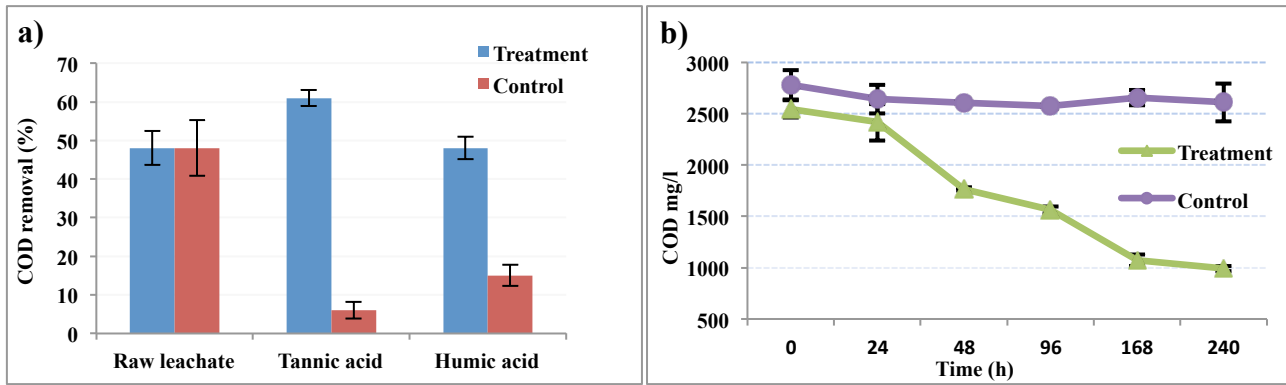 a)
Treatment
Control
COD removal (%)
70
60
50
40
30
20
10
0
Raw leachate
Tannic acid
Humic acid
b)
COD mg/l
3000
2500
2000
1500
1000
500
Treatment
Control
0 24 48 96 168 240
Time (h)